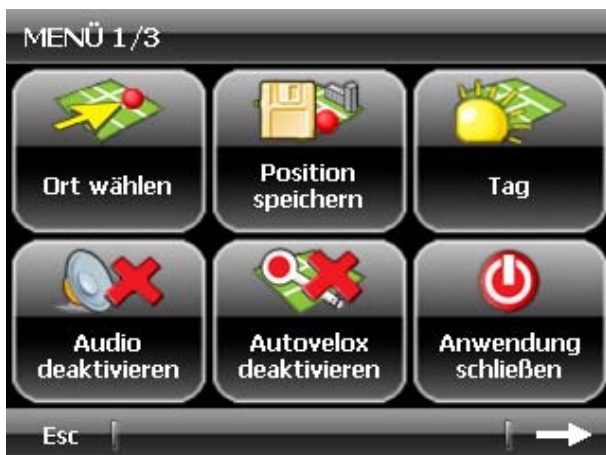 MENÜ 1/3
Ort wählen
Position
speichern
Tag
Audio
deaktivieren
Autovelox
deaktivieren
Anwendung
schließen
Esc